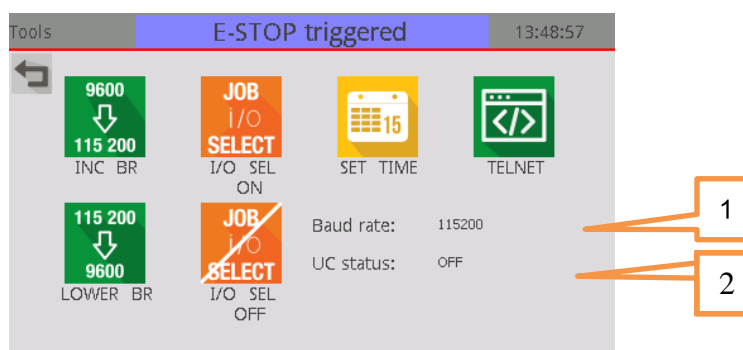 Tools
E-STOP triggered
13:48:57
9600
115 200
INC BR
JOB
i/O
SELECT
I/O SEL
ON
15
SET TIME
</>
TELNET
115 200
9600
LOWER BR
JOB
i/O
SELECT
I/O SEL
OFF
Baud rate: 115200
UC status: OFF
1
2